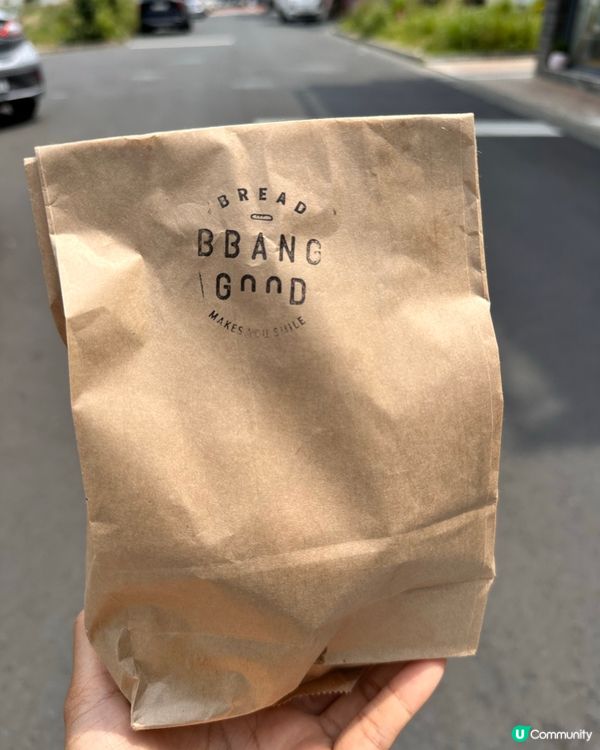 BREAD
BBANG
GOOD
MAKES YOU SMILE
U Community